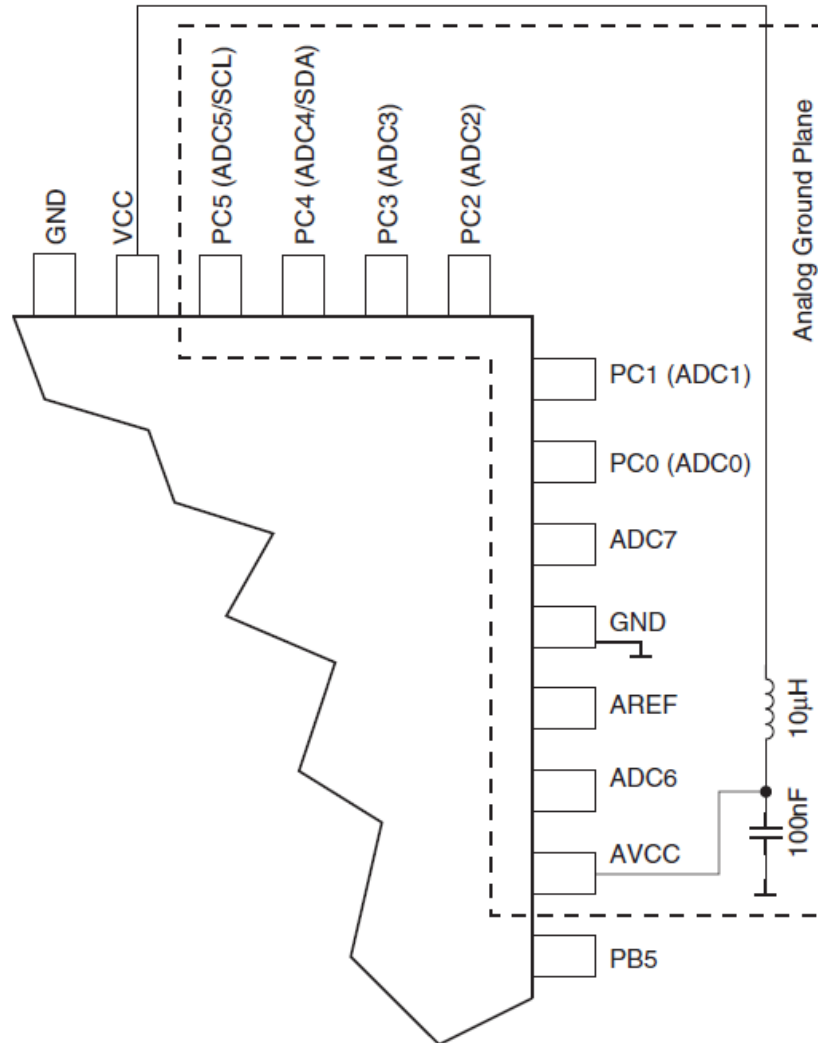 GND
VCC
PC5 (ADC5/SCL)
PC4 (ADC4/SDA)
PC3 (ADC3)
PC2 (ADC2)
Analog Ground Plane
PC1 (ADC1)
PC0 (ADC0)
ADC7
GND
AREF
10μH
ADC6
100nF
AVCC
PB5